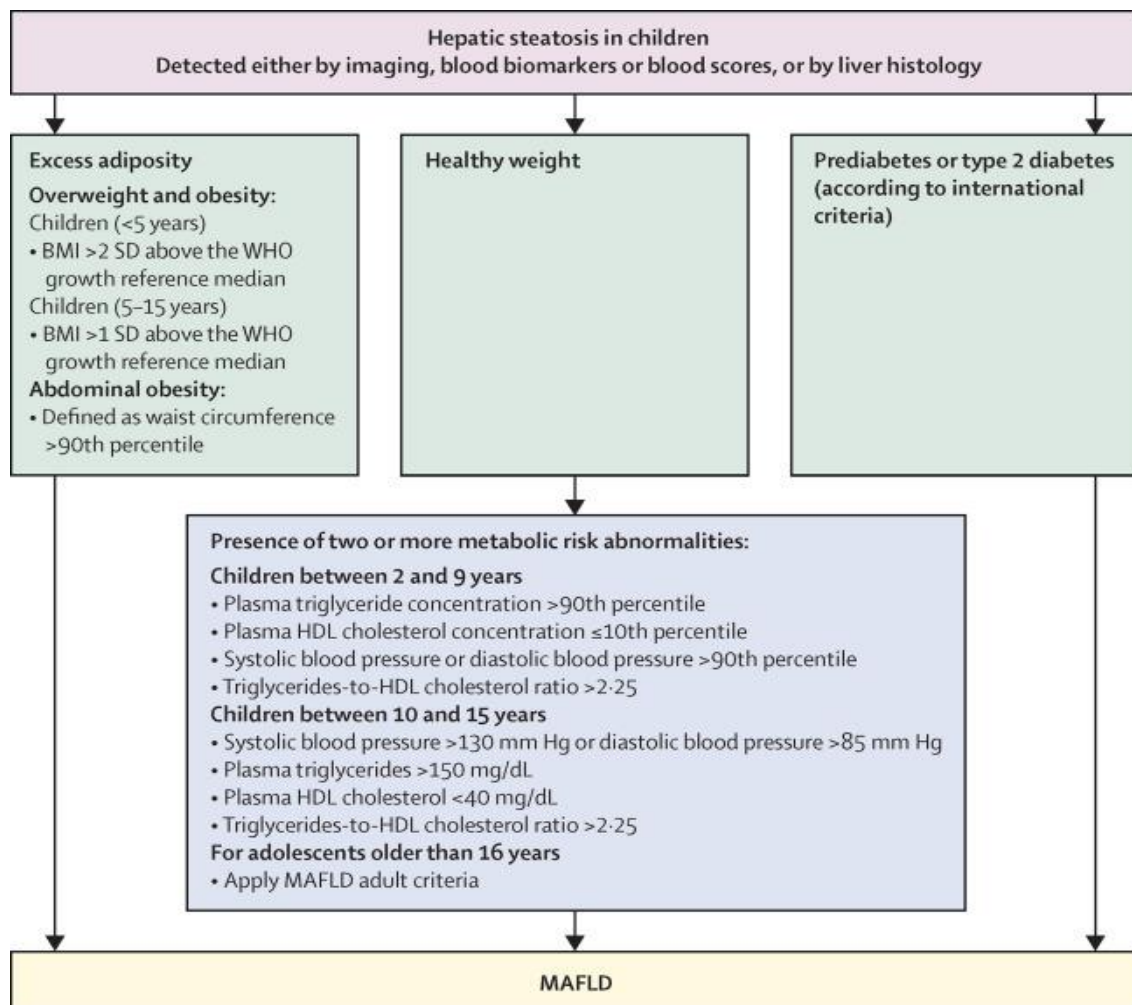 Hepatic steatosis in children
Detected either by imaging, blood biomarkers or blood scores, or by liver histology
Excess adiposity
Overweight and obesity:
Children (<5 years)
• BMI >2 SD above the WHO
growth reference median
Children (5–15 years)
• BMI >1 SD above the WHO
growth reference median
Abdominal obesity:
• Defined as waist circumference
>90th percentile
Healthy weight
Prediabetes or type 2 diabetes
(according to international
criteria)
Presence of two or more metabolic risk abnormalities:
Children between 2 and 9 years
• Plasma triglyceride concentration >90th percentile
• Plasma HDL cholesterol concentration ≤10th percentile
• Systolic blood pressure or diastolic blood pressure >90th percentile
• Triglycerides-to-HDL cholesterol ratio >2·25
Children between 10 and 15 years
• Systolic blood pressure >130 mm Hg or diastolic blood pressure >85 mm Hg
• Plasma triglycerides >150 mg/dL
• Plasma HDL cholesterol <40 mg/dL
• Triglycerides-to-HDL cholesterol ratio >2·25
For adolescents older than 16 years
• Apply MAFLD adult criteria
MAFLD